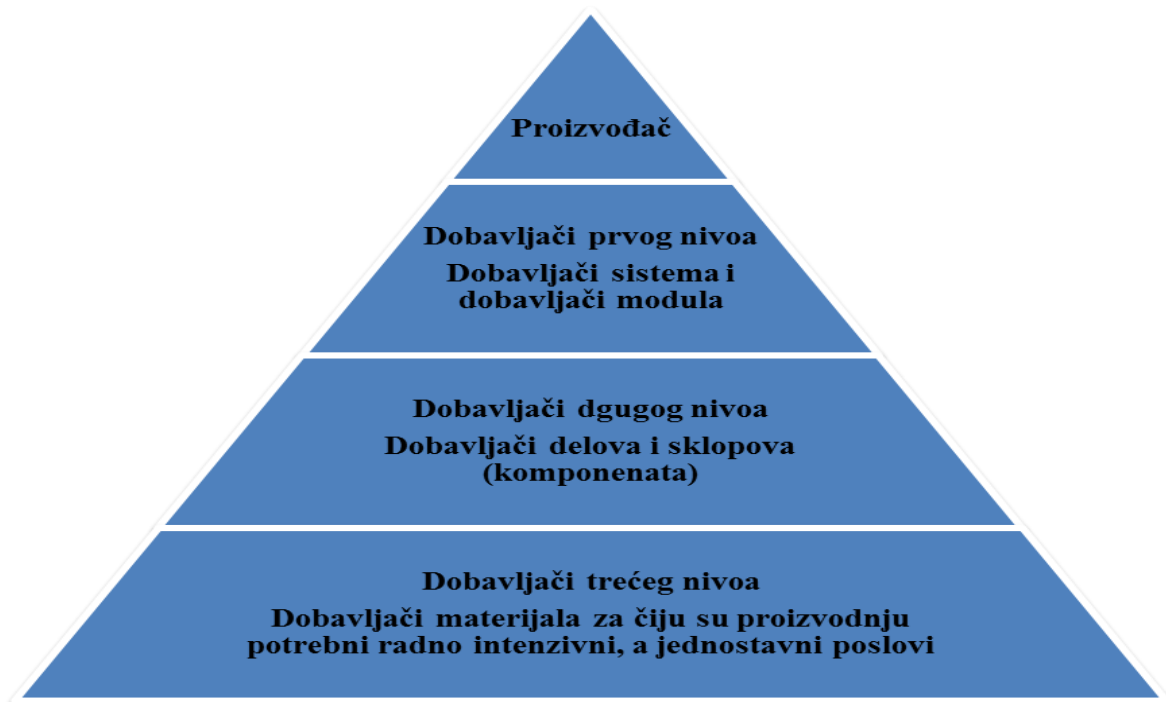 Proizvođač
Dobavljači prvog nivoa
Dobavljači sistema i
dobavljači modula
Dobavljači dgugog nivoa
Dobavljači delova i sklopova
(komponenata)
Dobavljači trećeg nivoa
Dobavljači materijala za čiju su proizvodnju
potrebni radno intenzivni, a jednostavni poslovi